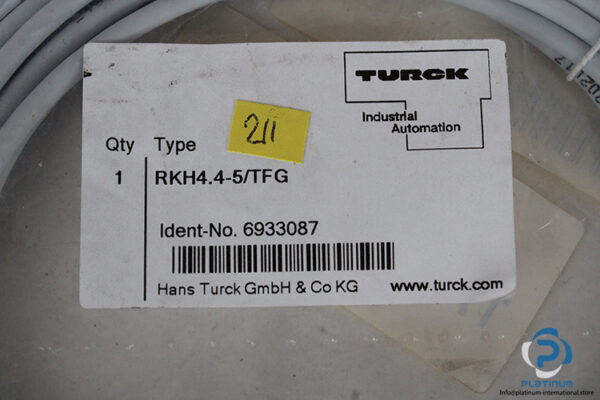 TURCK
Industrial
Automation
211
Qty Type
1 RKH4.4-5/TFG
Ident-No. 6933087
Hans Turck GmbH & Co KG www.turck.com
PLATINUM
Info@platinum-international.store